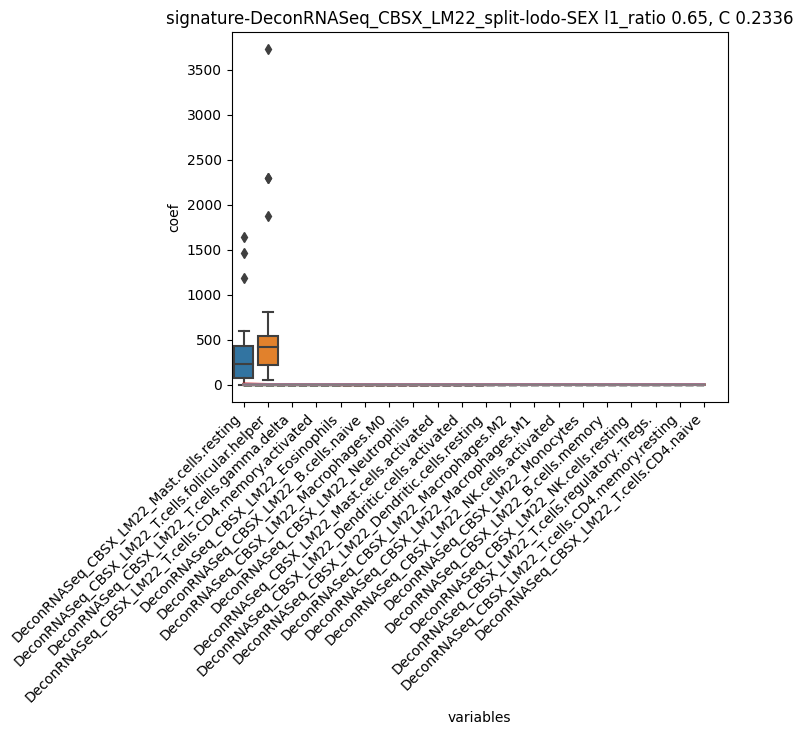 signature-DeconRNASeq_CBSX_LM22_split-lodo-SEX l1_ratio 0.65, C 0.2336
3500
3000
2500
2000
1500
1000
500
0
coef
DeconRNASeq_CBSX_LM22_Mast.cells.resting
DeconRNASeq_CBSX_LM22_T.cells.follicular.helper
DeconRNASeq_CBSX_LM22_T.cells.gamma.delta
DeconRNASeq_CBSX_LM22_T.cells.CD4.memory.activated
DeconRNASeq_CBSX_LM22_Eosinophils
DeconRNASeq_CBSX_LM22_B.cells.naive
DeconRNASeq_CBSX_LM22_Macrophages.M0
DeconRNASeq_CBSX_LM22_Neutrophils
DeconRNASeq_CBSX_LM22_Mast.cells.activated
DeconRNASeq_CBSX_LM22_Dendritic.cells.activated
DeconRNASeq_CBSX_LM22_Dendritic.cells.resting
DeconRNASeq_CBSX_LM22_Macrophages.M2
DeconRNASeq_CBSX_LM22_Macrophages.M1
DeconRNASeq_CBSX_LM22_NK.cells.activated
DeconRNASeq_CBSX_LM22_Monocytes
DeconRNASeq_CBSX_LM22_B.cells.memory
DeconRNASeq_CBSX_LM22_NK.cells.resting
DeconRNASeq_CBSX_LM22_T.cells.regulatory..Tregs.
DeconRNASeq_CBSX_LM22_T.cells.CD4.memory.resting
DeconRNASeq_CBSX_LM22_T.cells.CD4.naive
variables